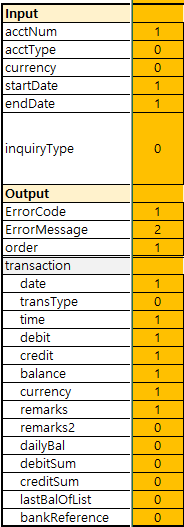 Input
acctNum 1
acctType 0
currency 0
startDate 1
endDate 1
inquiryType 0
Output
ErrorCode 1
ErrorMessage 2
order 1
transaction
date 1
transType 0
time 1
debit 1
credit 1
balance 1
currency 1
remarks 1
remarks2 0
dailyBal 0
debitSum 0
creditSum 0
lastBalOfList 0
bankReference 0